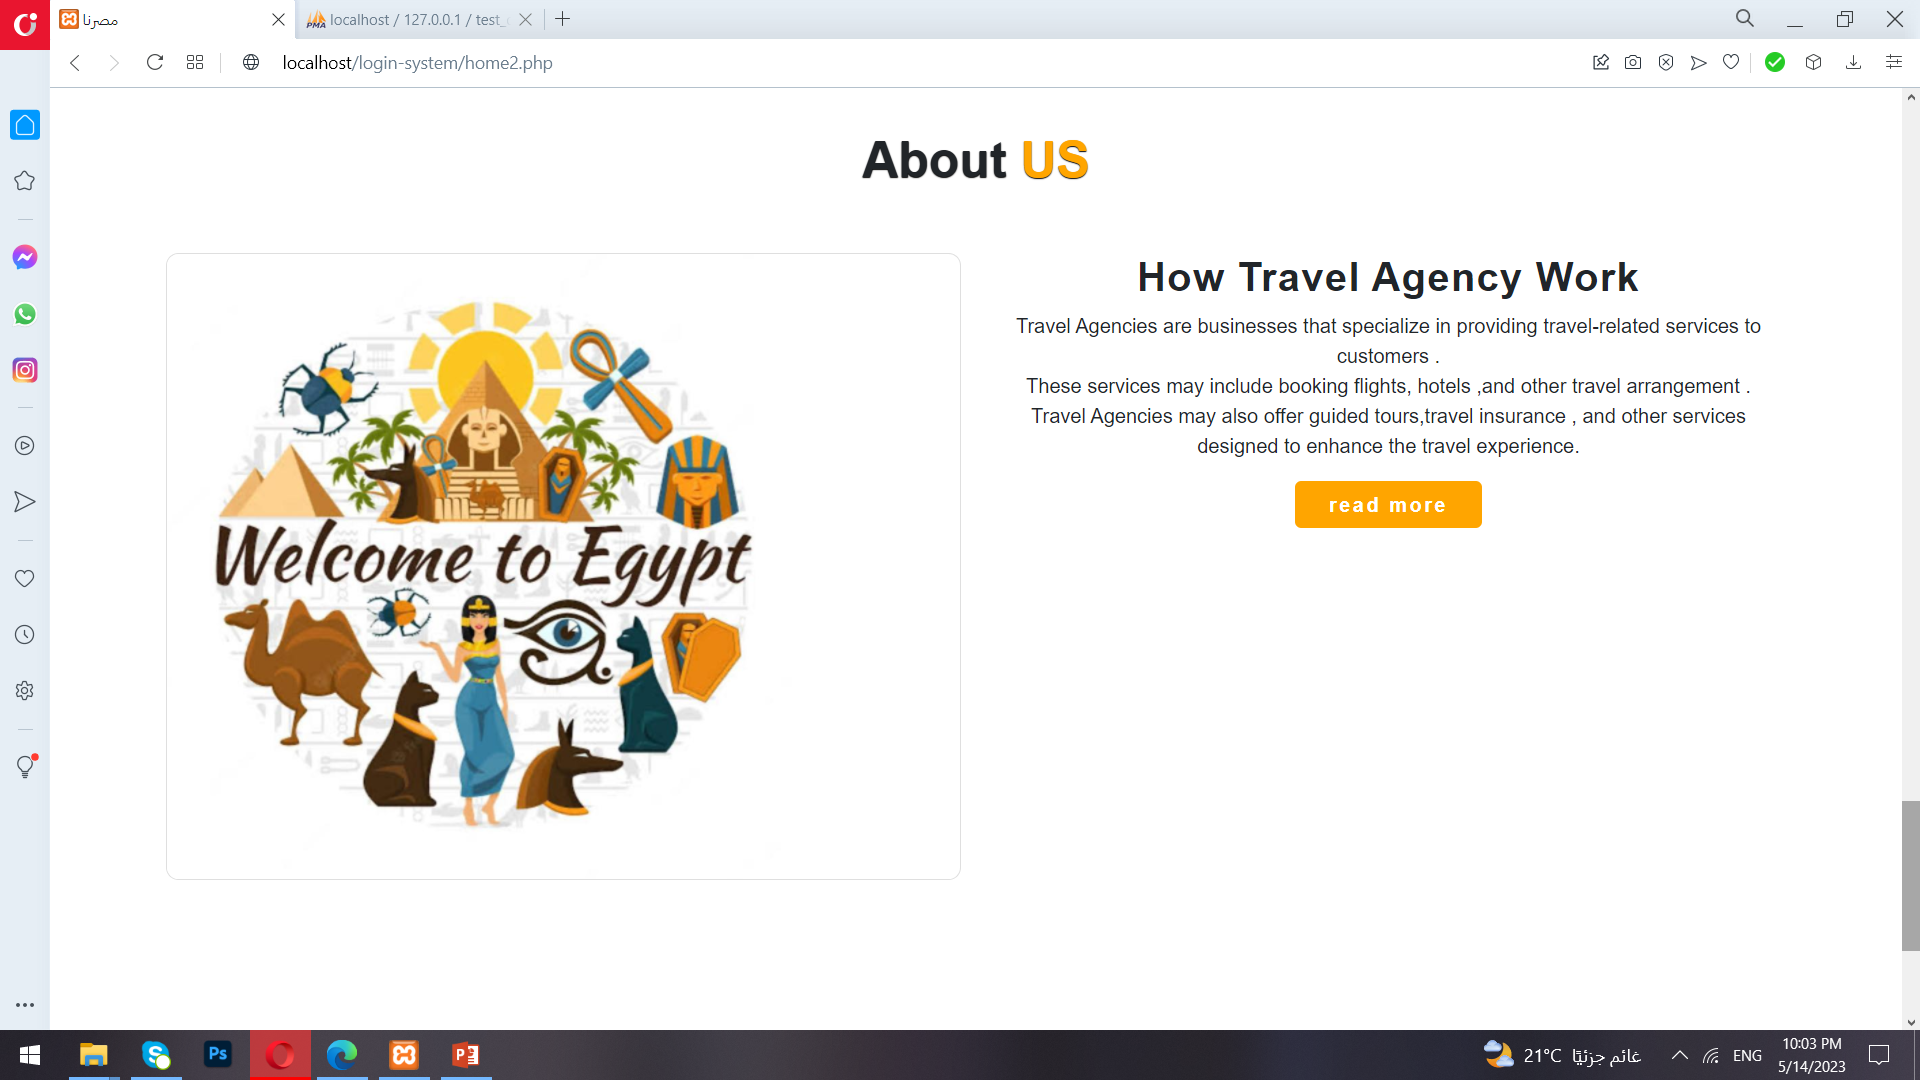 مصرنا
PMA localhost / 127.0.0.1 / test_
localhost/login-system/home2.php
About US
How Travel Agency Work
Travel Agencies are businesses that specialize in providing travel-related services to
customers .
These services may include booking flights, hotels ,and other travel arrangement .
Travel Agencies may also offer guided tours,travel insurance , and other services
designed to enhance the travel experience.
read more
Welcome to Egypt
Ps
P
21°C غائم جزئيًا
ENG
10:03 PM
5/14/2023